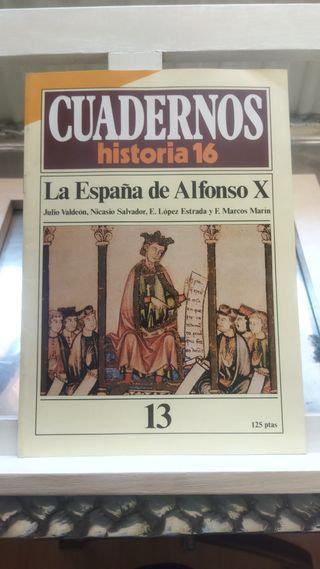 CUADERNOS
historia 16
La España de Alfonso X
Julio Valdeón, Nicasio Salvador, E. López Estrada y F. Marcos Marín
13
125 ptas